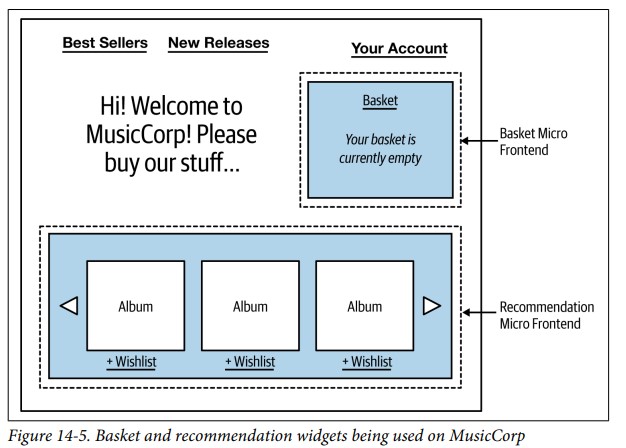 Best Sellers New Releases Your Account
Hi! Welcome to
MusicCorp! Please
buy our stuff...
Basket
Your basket is
currently empty
Basket Micro
Frontend
Album Album Album
+ Wishlist + Wishlist + Wishlist
Recommendation
Micro Frontend
Figure 14-5. Basket and recommendation widgets being used on MusicCorp